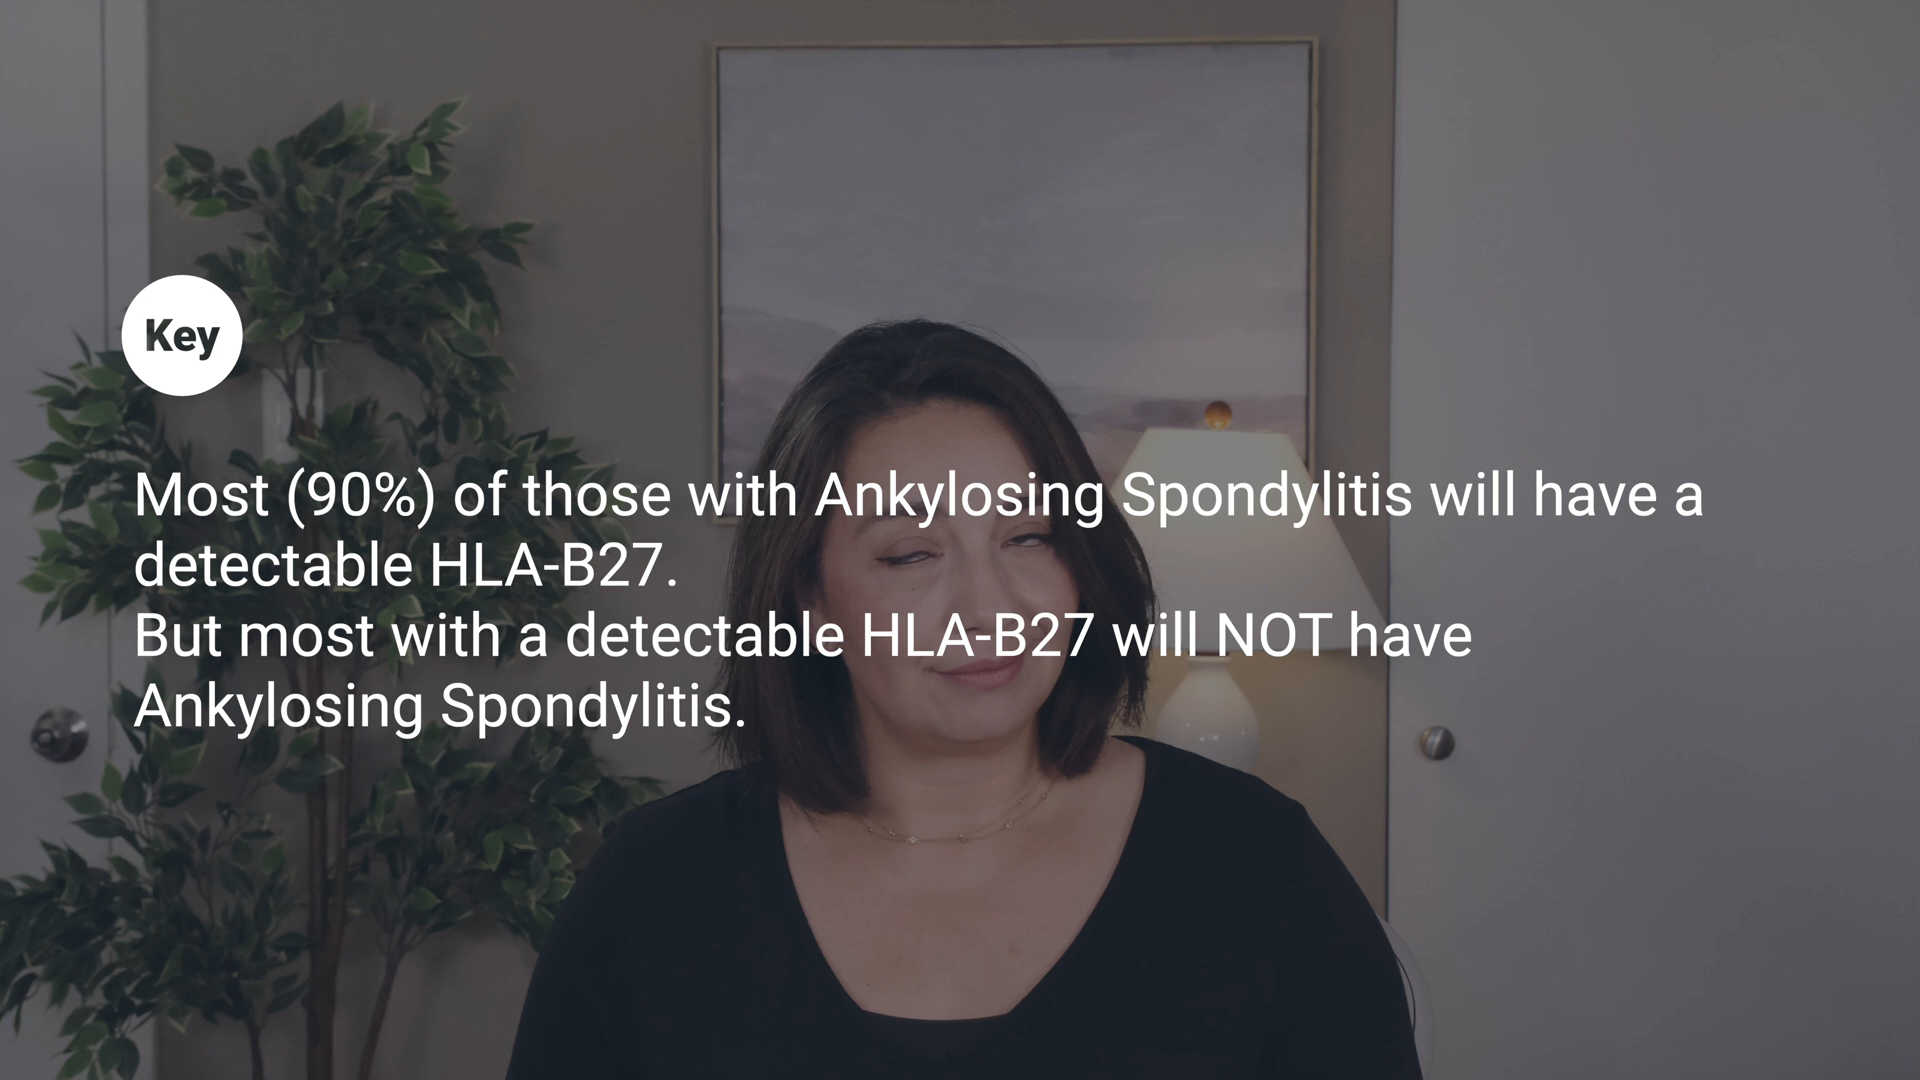 Key
Most (90%) of those with Ankylosing Spondylitis will have a
detectable HLA-B27.
But most with a detectable HLA-B27 will NOT have
Ankylosing Spondylitis.